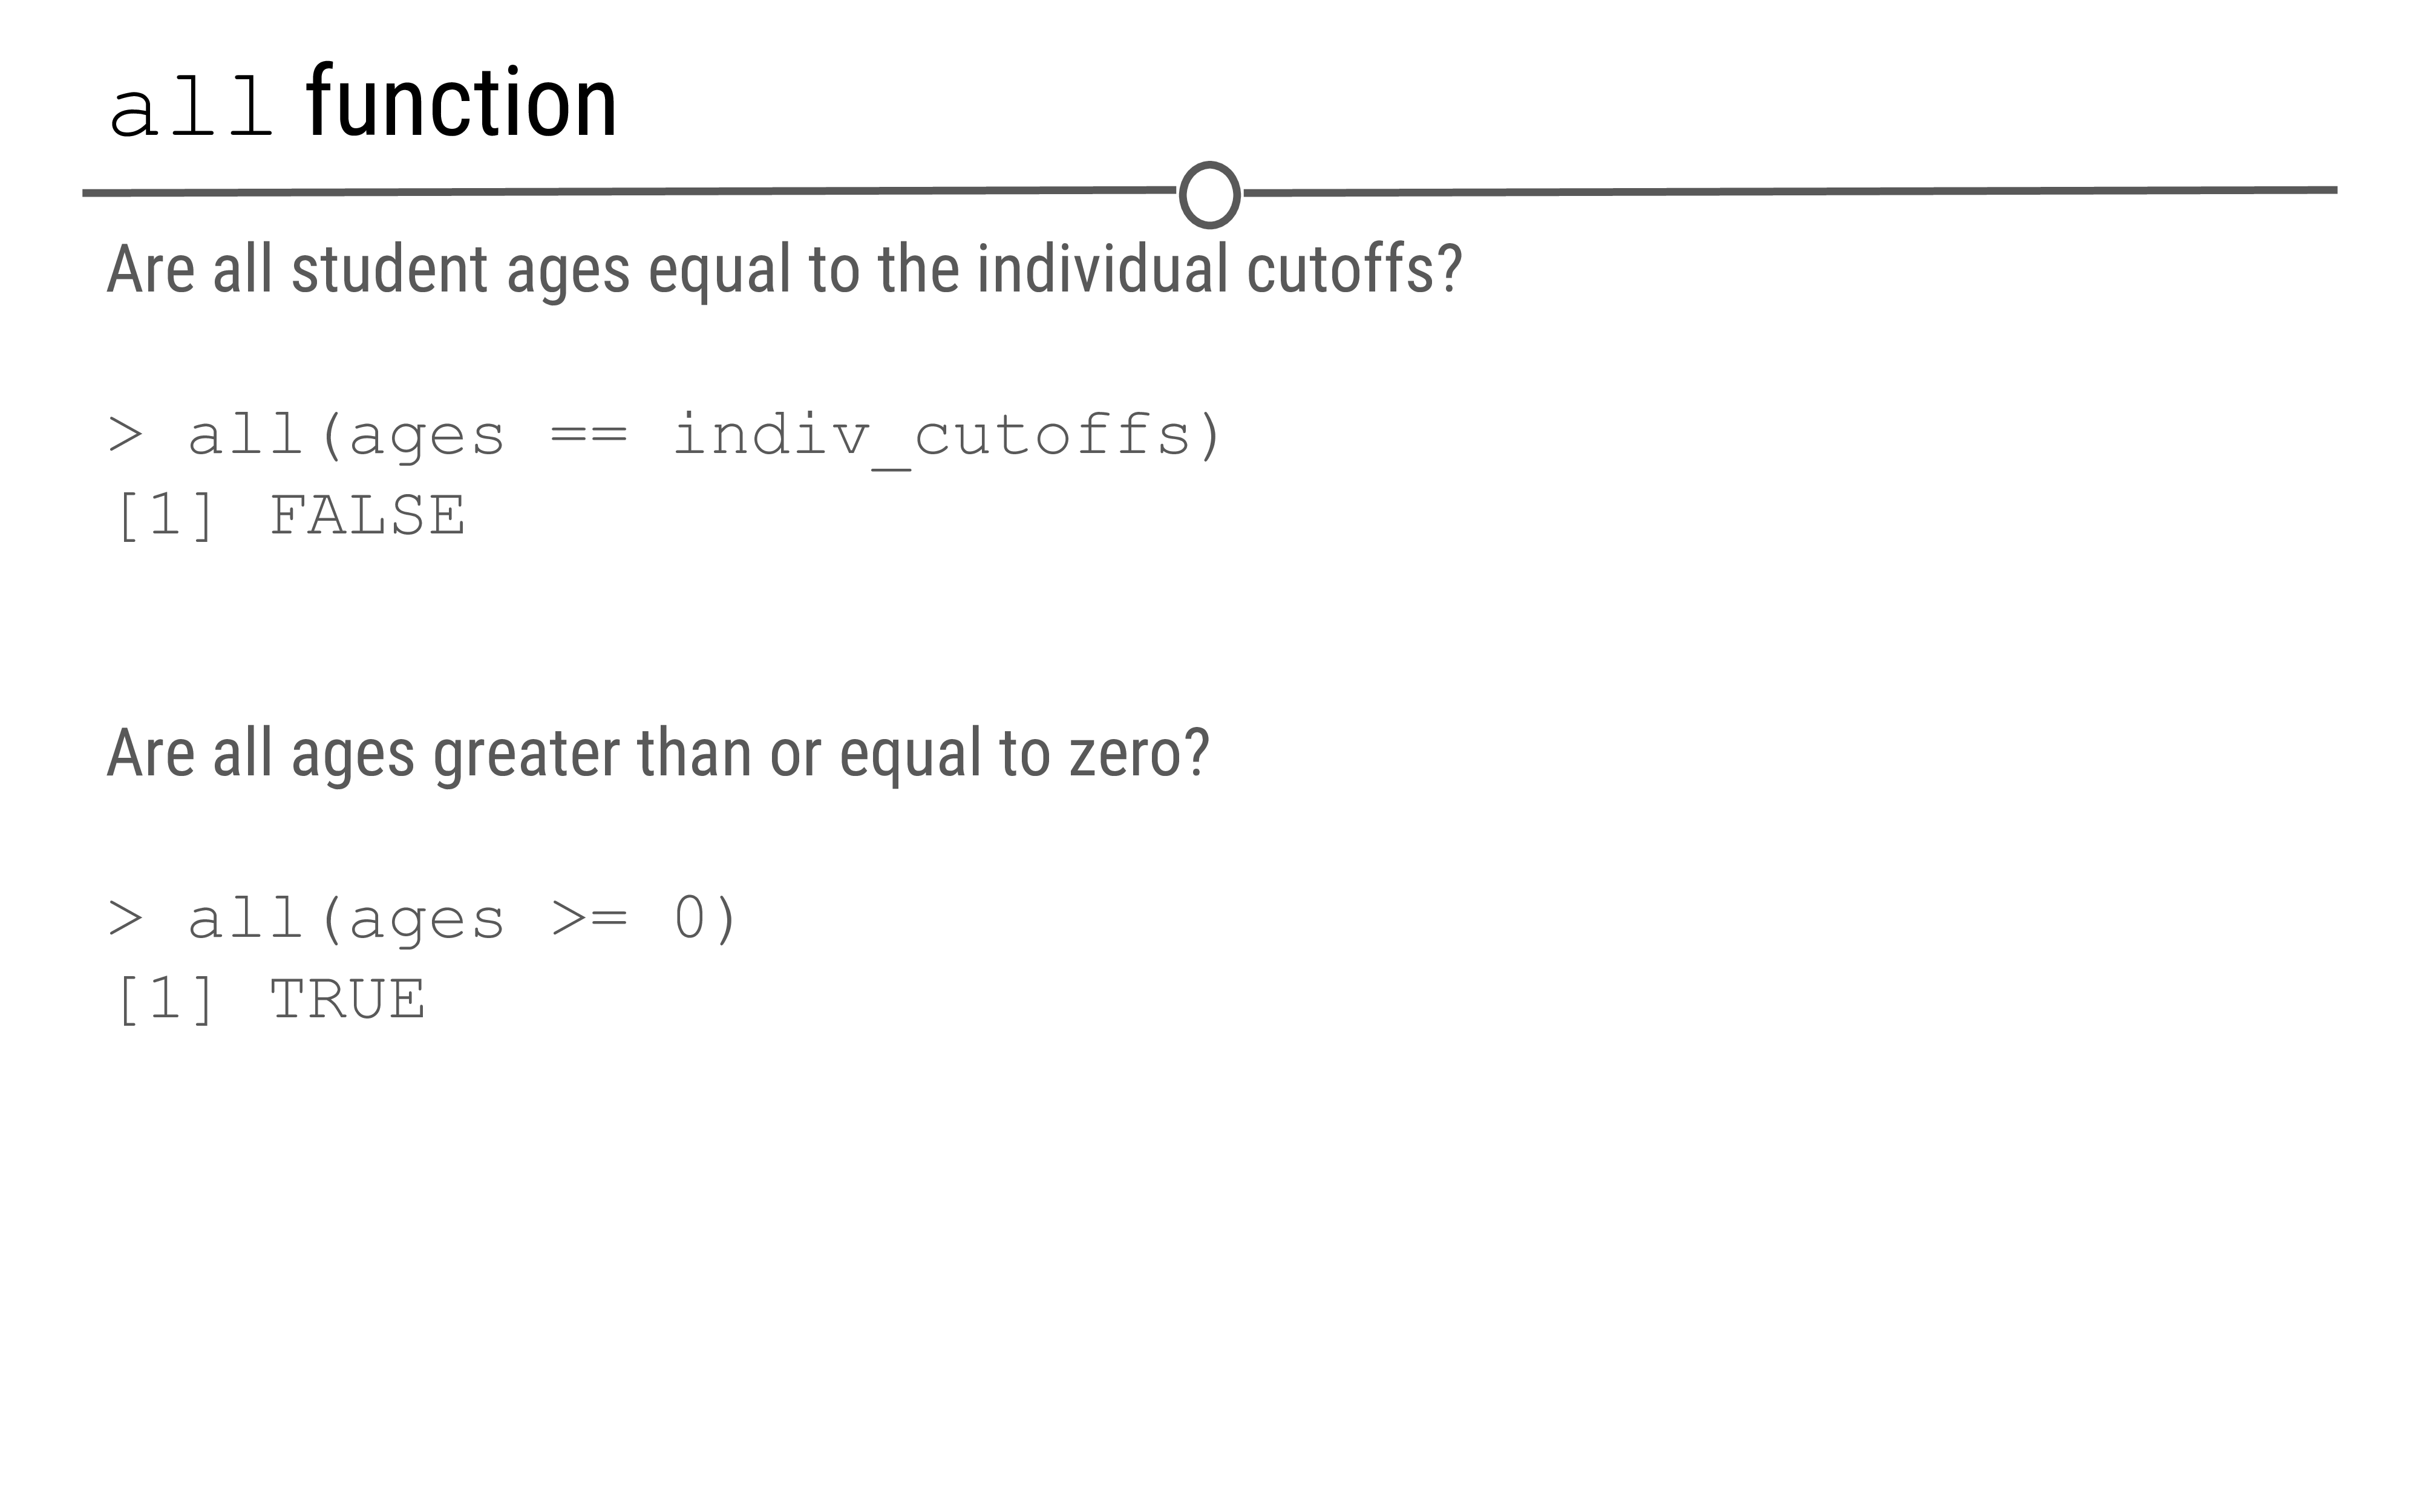 all function
Are all student ages equal to the individual cutoffs?
> all(ages == indiv_cutoffs)
[1] FALSE
Are all ages greater than or equal to zero?
> all(ages >= 0)
[1] TRUE